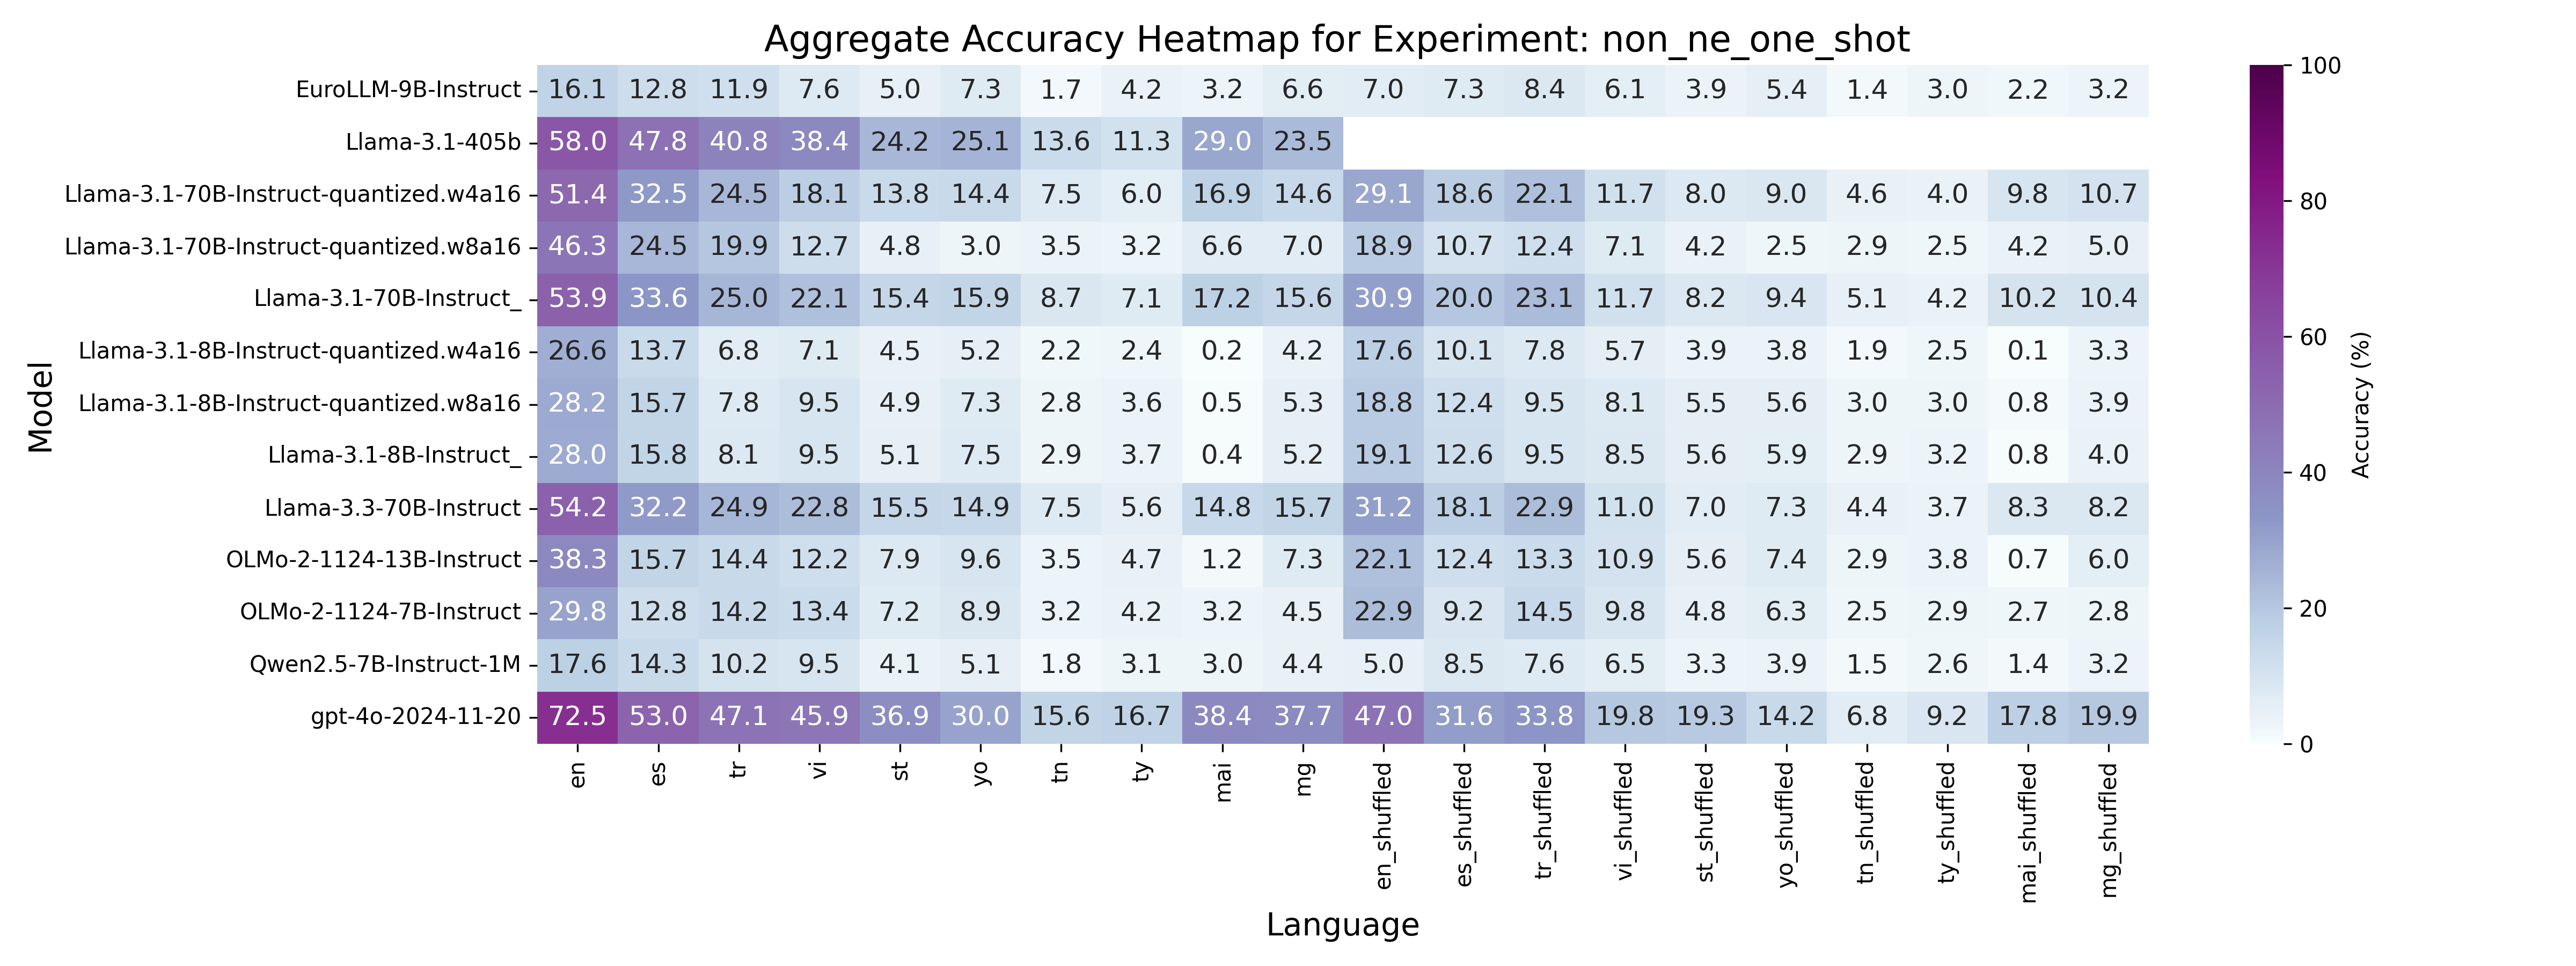 Aggregate Accuracy Heatmap for Experiment: non_ne_one_shot
Model
EuroLLM-9B-Instruct 16.1 12.8 11.9 7.6 5.0 7.3 1.7 4.2 3.2 6.6 7.0 7.3 8.4 6.1 3.9 5.4 1.4 3.0 2.2 3.2
Llama-3.1-405b 58.0 47.8 40.8 38.4 24.2 25.1 13.6 11.3 29.0 23.5
Llama-3.1-70B-Instruct-quantized.w4a16 51.4 32.5 24.5 18.1 13.8 14.4 7.5 6.0 16.9 14.6 29.1 18.6 22.1 11.7 8.0 9.0 4.6 4.0 9.8 10.7
Llama-3.1-70B-Instruct-quantized.w8a16 46.3 24.5 19.9 12.7 4.8 3.0 3.5 3.2 6.6 7.0 18.9 10.7 12.4 7.1 4.2 2.5 2.9 2.5 4.2 5.0
Llama-3.1-70B-Instruct_ 53.9 33.6 25.0 22.1 15.4 15.9 8.7 7.1 17.2 15.6 30.9 20.0 23.1 11.7 8.2 9.4 5.1 4.2 10.2 10.4
Llama-3.1-8B-Instruct-quantized.w4a16 26.6 13.7 6.8 7.1 4.5 5.2 2.2 2.4 0.2 4.2 17.6 10.1 7.8 5.7 3.9 3.8 1.9 2.5 0.1 3.3
Llama-3.1-8B-Instruct-quantized.w8a16 28.2 15.7 7.8 9.5 4.9 7.3 2.8 3.6 0.5 5.3 18.8 12.4 9.5 8.1 5.5 5.6 3.0 3.0 0.8 3.9
Llama-3.1-8B-Instruct_ 28.0 15.8 8.1 9.5 5.1 7.5 2.9 3.7 0.4 5.2 19.1 12.6 9.5 8.5 5.6 5.9 2.9 3.2 0.8 4.0
Llama-3.3-70B-Instruct 54.2 32.2 24.9 22.8 15.5 14.9 7.5 5.6 14.8 15.7 31.2 18.1 22.9 11.0 7.0 7.3 4.4 3.7 8.3 8.2
OLMo-2-1124-13B-Instruct 38.3 15.7 14.4 12.2 7.9 9.6 3.5 4.7 1.2 7.3 22.1 12.4 13.3 10.9 5.6 7.4 2.9 3.8 0.7 6.0
OLMo-2-1124-7B-Instruct 29.8 12.8 14.2 13.4 7.2 8.9 3.2 4.2 3.2 4.5 22.9 9.2 14.5 9.8 4.8 6.3 2.5 2.9 2.7 2.8
Qwen2.5-7B-Instruct-1M 17.6 14.3 10.2 9.5 4.1 5.1 1.8 3.1 3.0 4.4 5.0 8.5 7.6 6.5 3.3 3.9 1.5 2.6 1.4 3.2
gpt-4o-2024-11-20 72.5 53.0 47.1 45.9 36.9 30.0 15.6 16.7 38.4 37.7 47.0 31.6 33.8 19.8 19.3 14.2 6.8 9.2 17.8 19.9
en es tr vi st yo tn ty mai mg en_shuffled es_shuffled tr_shuffled vi_shuffled st_shuffled yo_shuffled tn_shuffled ty_shuffled mai_shuffled mg_shuffled
Language
100
80
60
40
20
0
Accuracy (%)